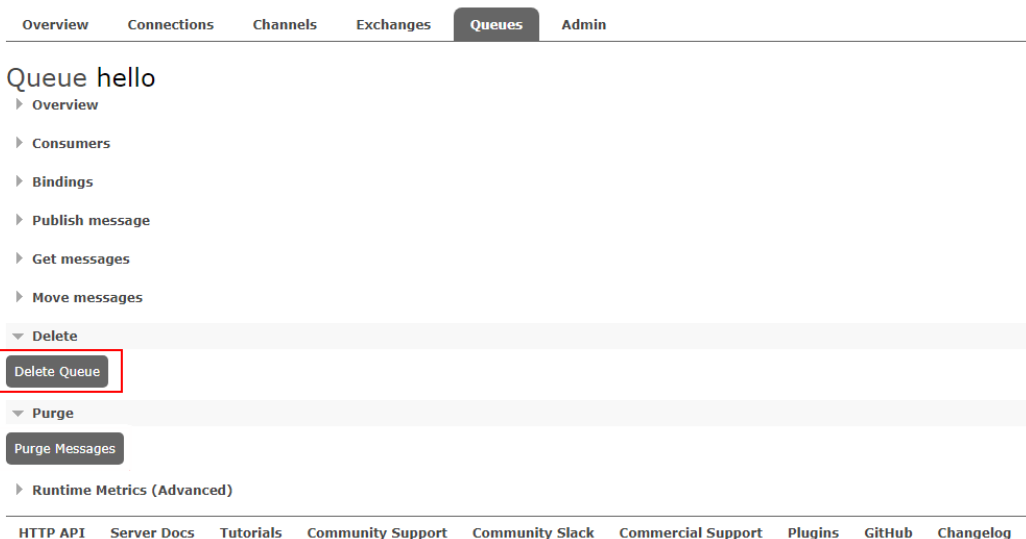 Overview Connections Channels Exchanges Queues Admin
Queue hello
Overview
Consumers
Bindings
Publish message
Get messages
Move messages
Delete
Delete Queue
Purge
Purge Messages
Runtime Metrics (Advanced)
HTTP API Server Docs Tutorials Community Support Community Slack Commercial Support Plugins GitHub Changelog